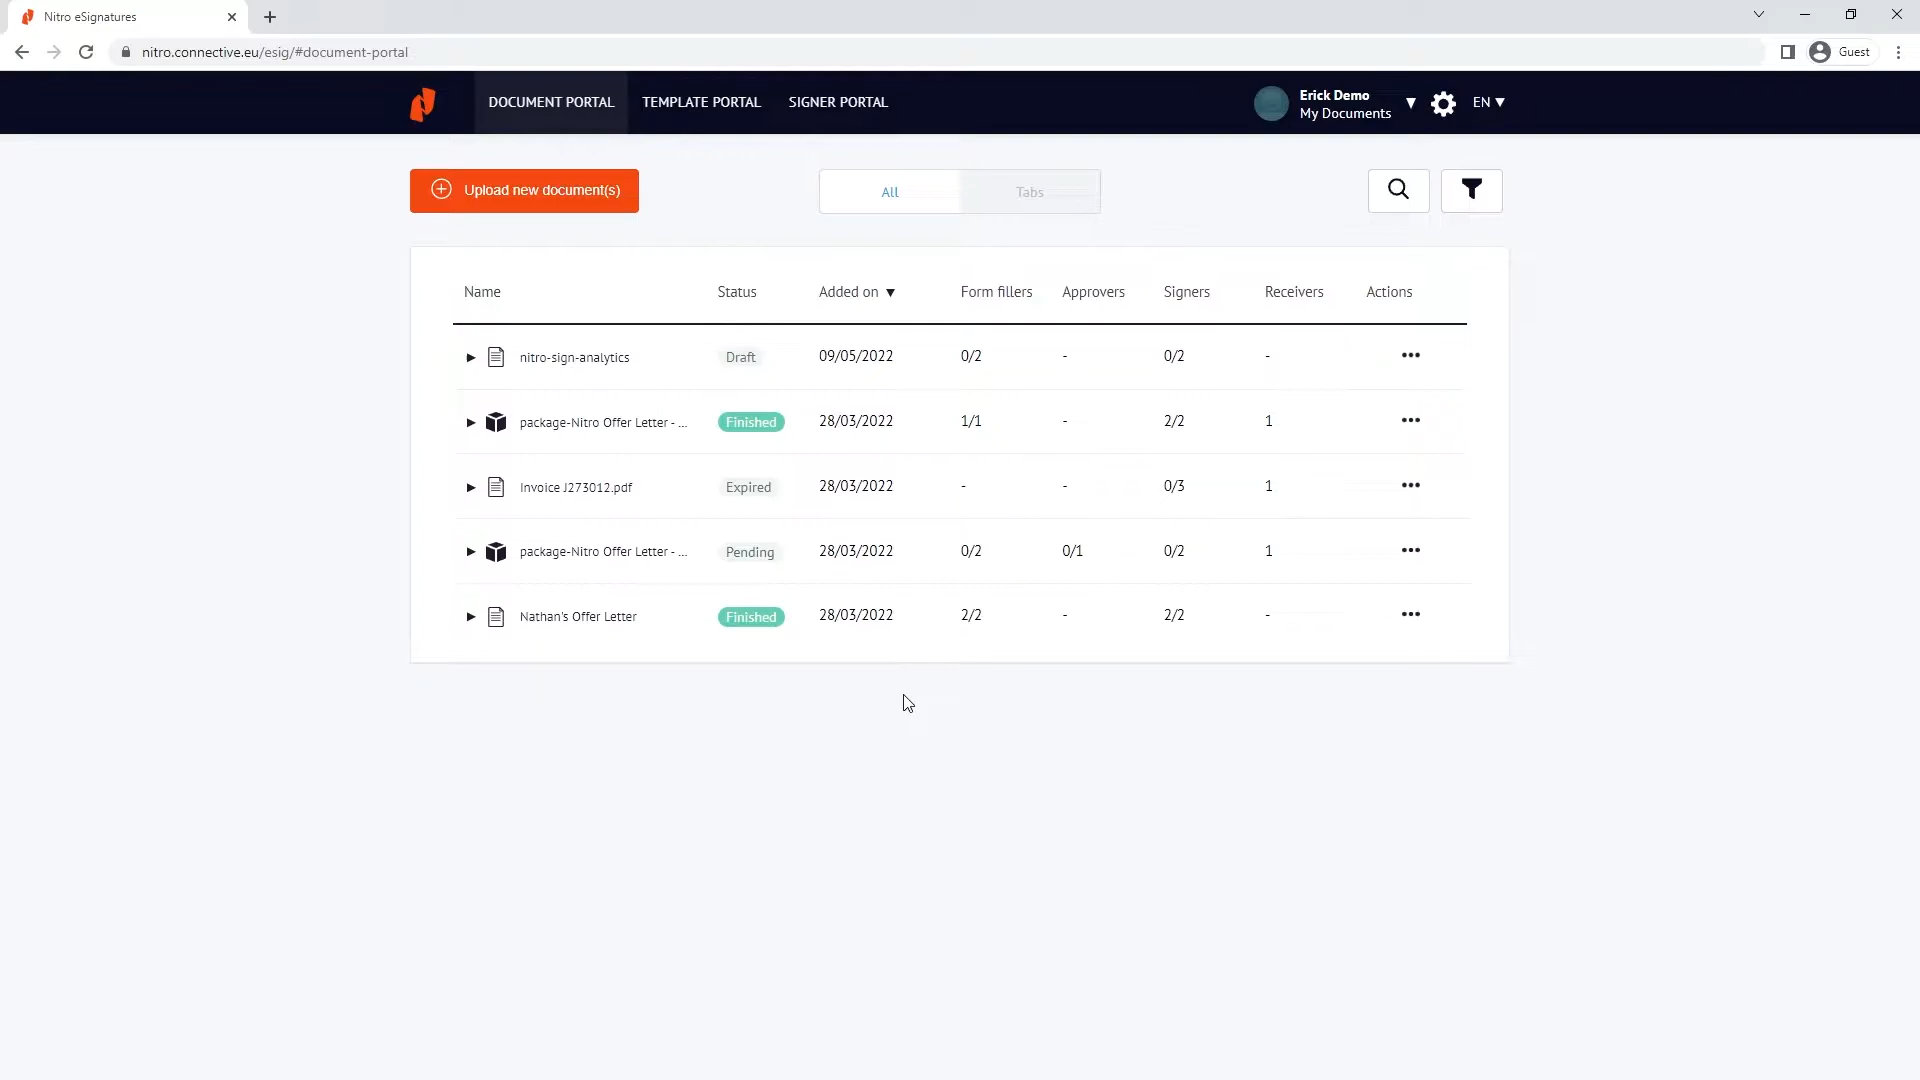 Nitro eSignatures
nitro.connective.eu/esig/#document-portal
Guest
DOCUMENT PORTAL TEMPLATE PORTAL SIGNER PORTAL
Erick Demo
My Documents
EN
Upload new document(s)
All Tabs
Name Status Added on Form fillers Approvers Signers Receivers Actions
nitro-sign-analytics Draft 09/05/2022 0/2 - 0/2 -
package-Nitro Offer Letter - ... Finished 28/03/2022 1/1 - 2/2 1
Invoice J273012.pdf Expired 28/03/2022 - - 0/3 1
package-Nitro Offer Letter - ... Pending 28/03/2022 0/2 0/1 0/2 1
Nathan's Offer Letter Finished 28/03/2022 2/2 - 2/2 -